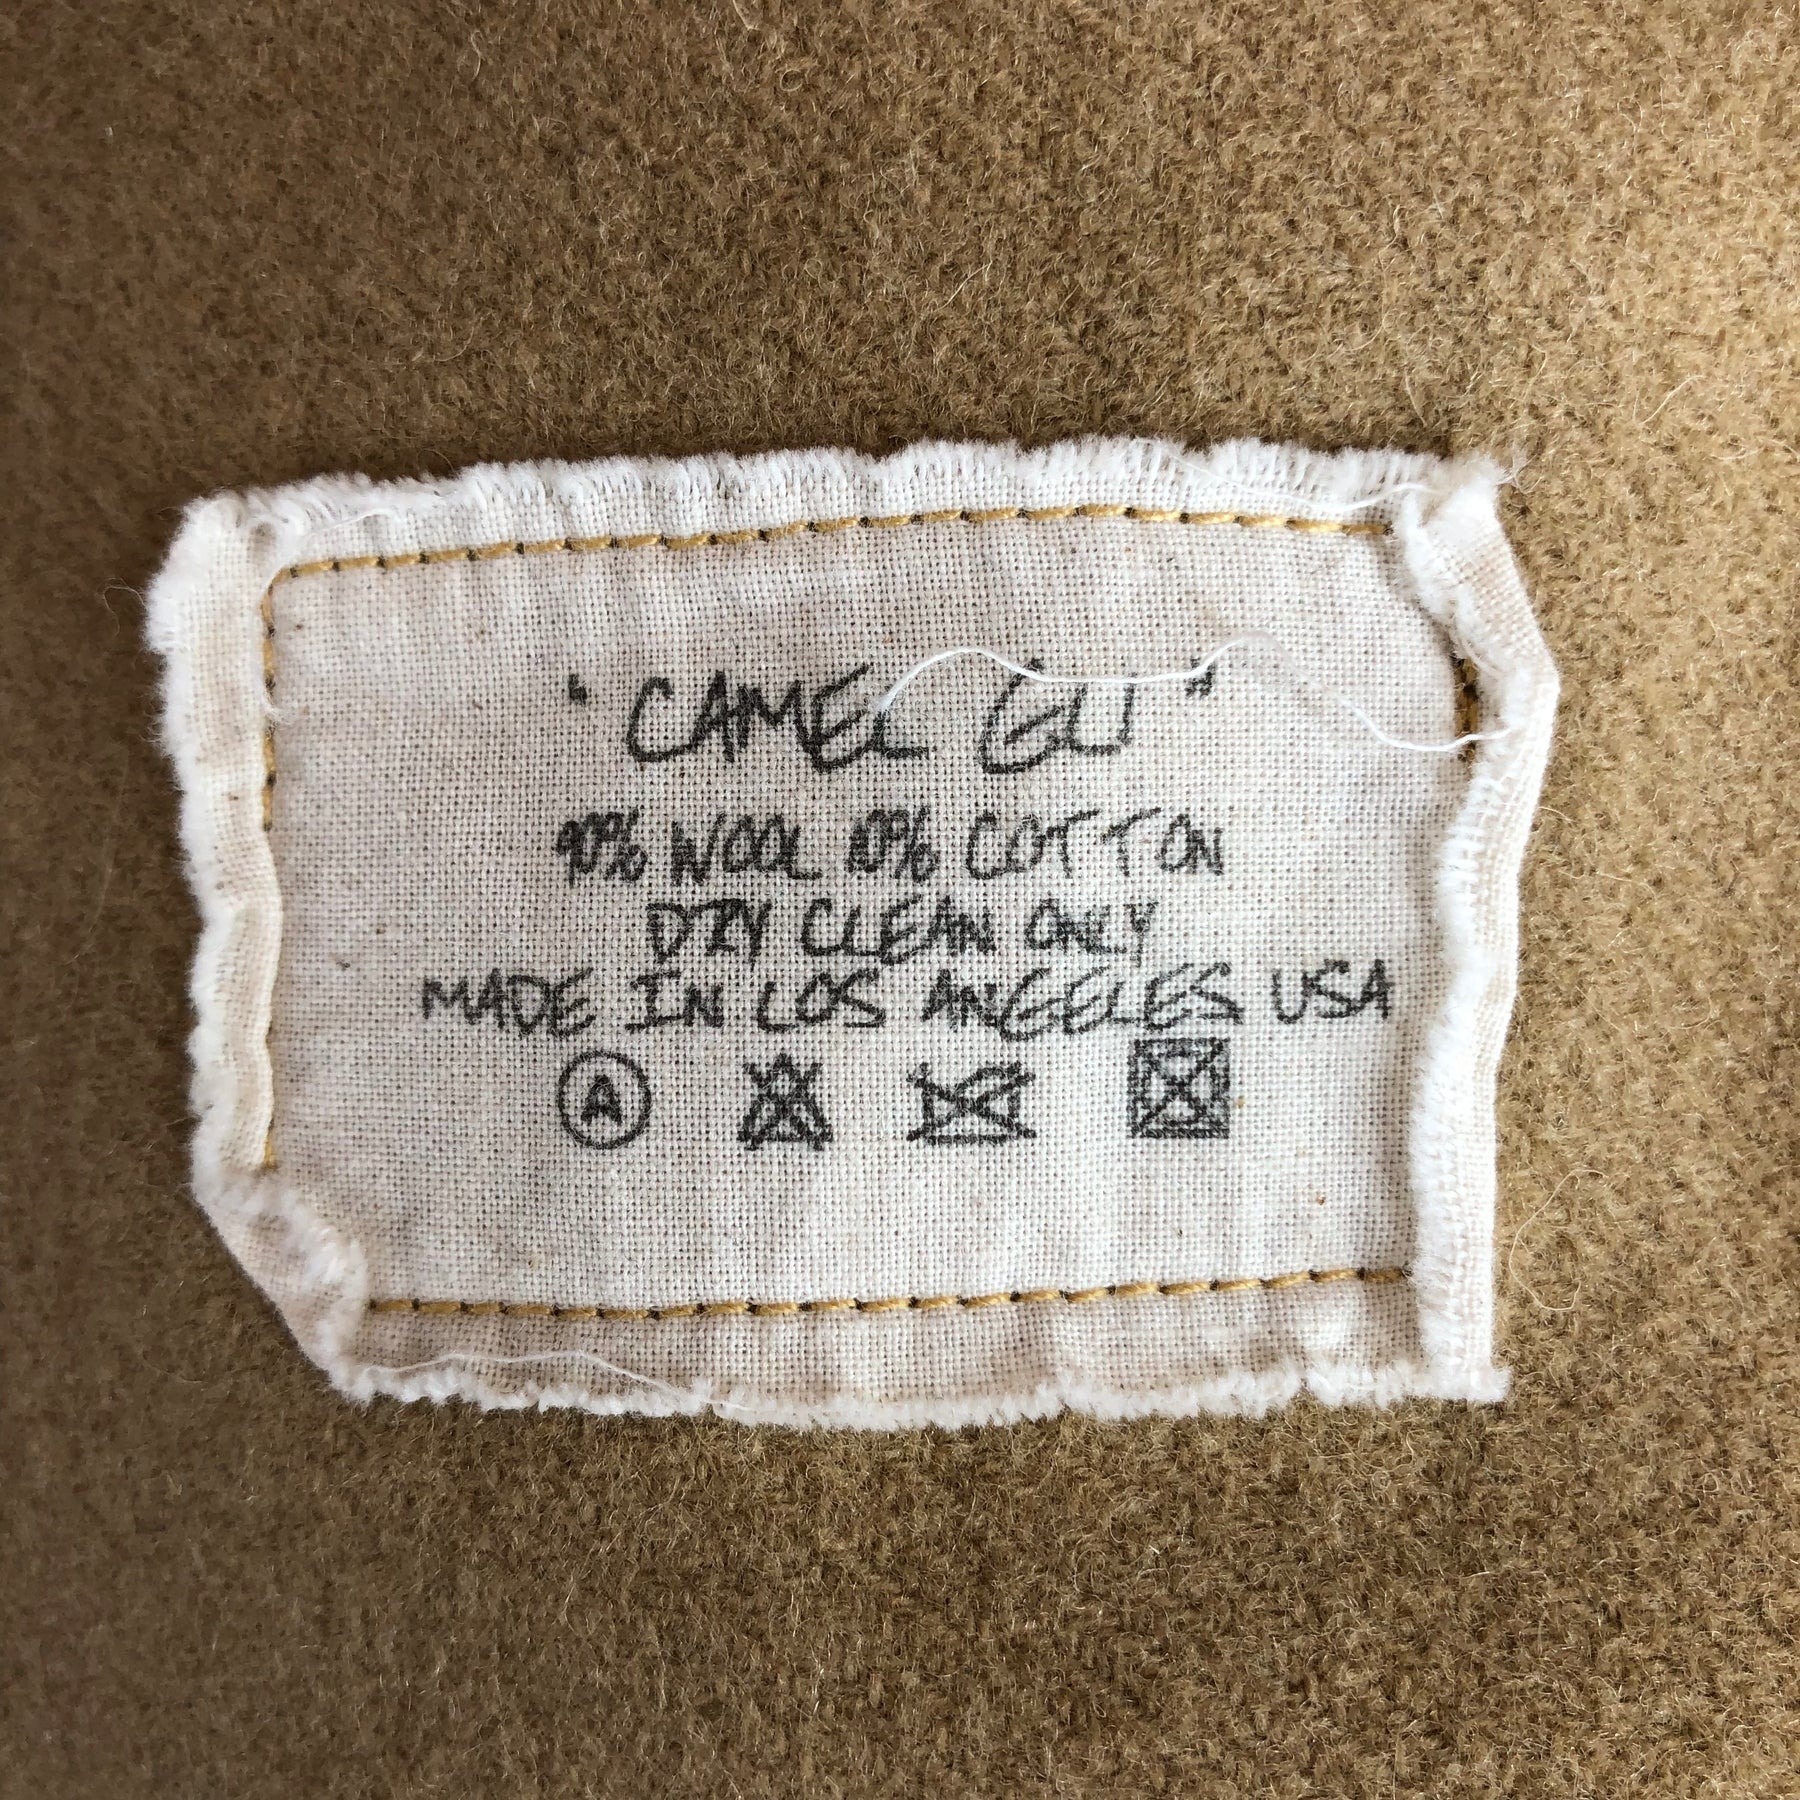 "CAMEL GLI"
90% WOOL 10% COTTON
DRY CLEAN ONLY
MADE IN LOS ANGELES USA
A